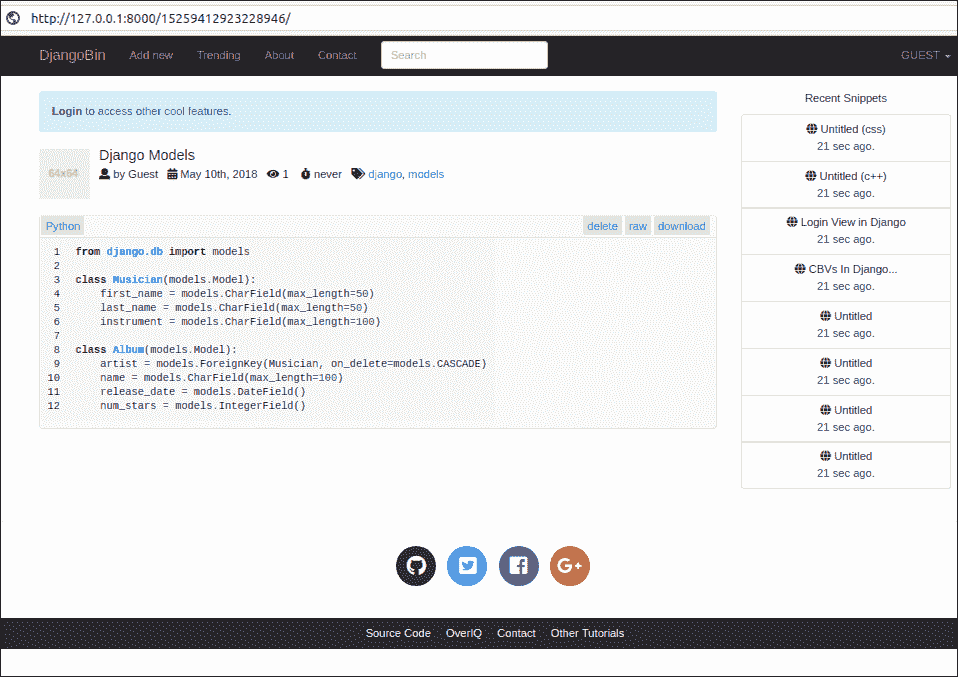 http://127.0.0.1:8000/15259412923228946/
DjangoBin Add new Trending About Contact Search GUEST
Login to access other cool features.
64x64
Django Models
by Guest May 10th, 2018 1 never django, models
Python delete raw download
1 from django.db import models
2
3 class Musician(models.Model):
4     first_name = models.CharField(max_length=50)
5     last_name = models.CharField(max_length=50)
6     instrument = models.CharField(max_length=100)
7
8 class Album(models.Model):
9     artist = models.ForeignKey(Musician, on_delete=models.CASCADE)
10     name = models.CharField(max_length=100)
11     release_date = models.DateField()
12     num_stars = models.IntegerField()
Recent Snippets
Untitled (css)
21 sec ago.
Untitled (c++)
21 sec ago.
Login View in Django
21 sec ago.
CBVs In Django...
21 sec ago.
Untitled
21 sec ago.
Untitled
21 sec ago.
Untitled
21 sec ago.
Untitled
21 sec ago.
G+
Source Code OverIQ Contact Other Tutorials